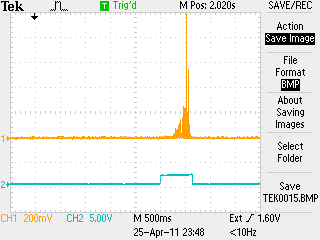 Tek T Trig'd M Pos: 2.020s SAVE/REC
Action
Save Image
File
Format
BMP
About
Saving
Images
Select
Folder
Save
TEK0015.BMP
1
2
CH1 200mV CH2 5.00V M 500ms Ext 1.60V
25-Apr-11 23:48 <10Hz